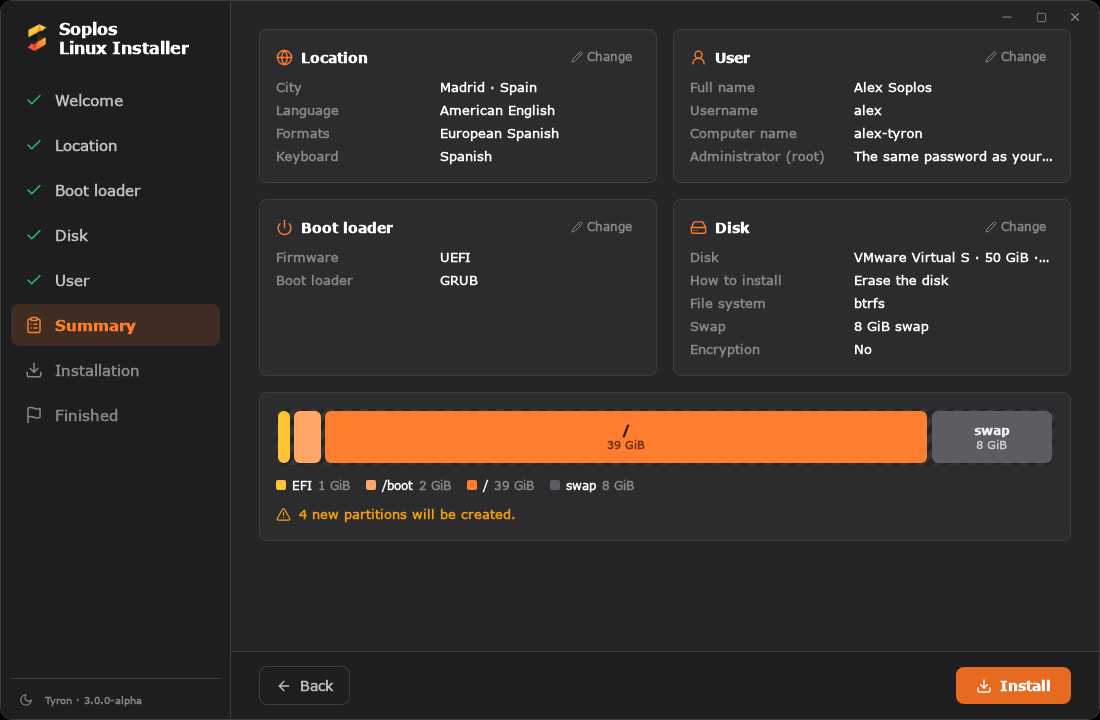 Soplos
Linux Installer
Welcome
Location
Boot loader
Disk
User
Summary
Installation
Finished
Tyron · 3.0.0-alpha
Location
Change
City Madrid · Spain
Language American English
Formats European Spanish
Keyboard Spanish
User
Change
Full name Alex Soplos
Username alex
Computer name alex-tyron
Administrator (root) The same password as your...
Boot loader
Change
Firmware UEFI
Boot loader GRUB
Disk
Change
Disk VMware Virtual S · 50 GiB ·...
How to install Erase the disk
File system btrfs
Swap 8 GiB swap
Encryption No
/
39 GiB
swap
8 GiB
EFI 1 GiB /boot 2 GiB / 39 GiB swap 8 GiB
4 new partitions will be created.
Back
Install